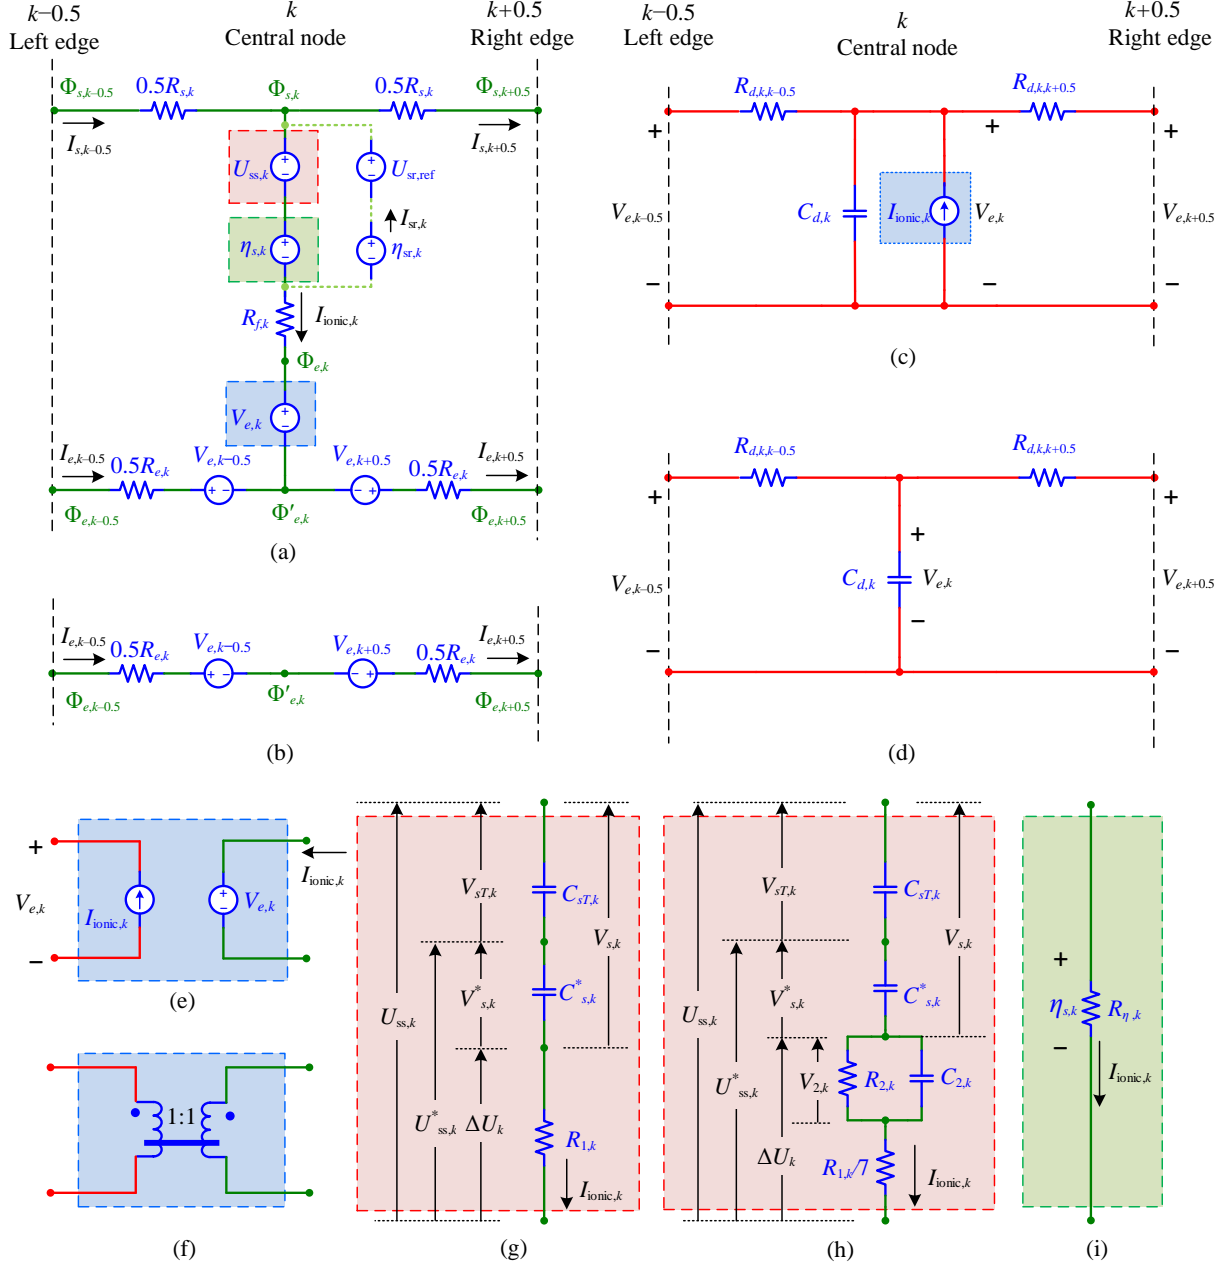 k−0.5
Left edge
k
Central node
k+0.5
Right edge
Φs,k−0.5
0.5Rs,k
Φs,k
0.5Rs,k
Φs,k+0.5
Is,k−0.5
Is,k+0.5
+
−
Uss,k
+
−
Usr,ref
Isr,k
+
−
ηs,k
+
−
ηsr,k
Rf,k
Iionic,k
Φe,k
+
−
Ve,k
Ie,k−0.5
0.5Re,k
Ve,k−0.5
Ve,k+0.5
0.5Re,k
Ie,k+0.5
+ −
− +
Φe,k−0.5
Φ′e,k
Φe,k+0.5
(a)
Ie,k−0.5
0.5Re,k
Ve,k−0.5
Ve,k+0.5
0.5Re,k
Ie,k+0.5
+ −
− +
Φe,k−0.5
Φ′e,k
Φe,k+0.5
(b)
k−0.5
Left edge
k
Central node
k+0.5
Right edge
Rd,k,k−0.5
Rd,k,k+0.5
+
+
+
Ve,k−0.5
Cd,k
Iionic,k
Ve,k
Ve,k+0.5
−
−
−
(c)
Rd,k,k−0.5
Rd,k,k+0.5
+
+
+
Ve,k−0.5
Cd,k
Ve,k
Ve,k+0.5
−
−
−
(d)
+
Ve,k
−
Iionic,k
+
−
Ve,k
Iionic,k
(e)
1:1
(f)
VsT,k
CsT,k
Vs,k
V*s,k
C*s,k
Uss,k
U*ss,k
ΔUk
R1,k
Iionic,k
(g)
VsT,k
CsT,k
Vs,k
V*s,k
C*s,k
Uss,k
U*ss,k
V2,k
R2,k
C2,k
ΔUk
R1,k/7
Iionic,k
(h)
+
ηs,k
Rη,k
−
Iionic,k
(i)